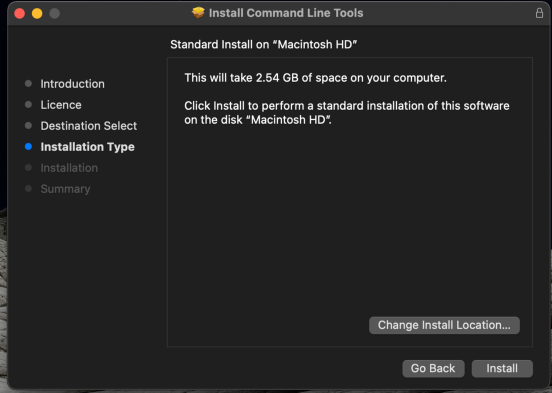 Install Command Line Tools
Standard Install on “Macintosh HD”
Introduction
Licence
Destination Select
Installation Type
Installation
Summary
This will take 2.54 GB of space on your computer.
Click Install to perform a standard installation of this software
on the disk “Macintosh HD”.
Change Install Location...
Go Back
Install